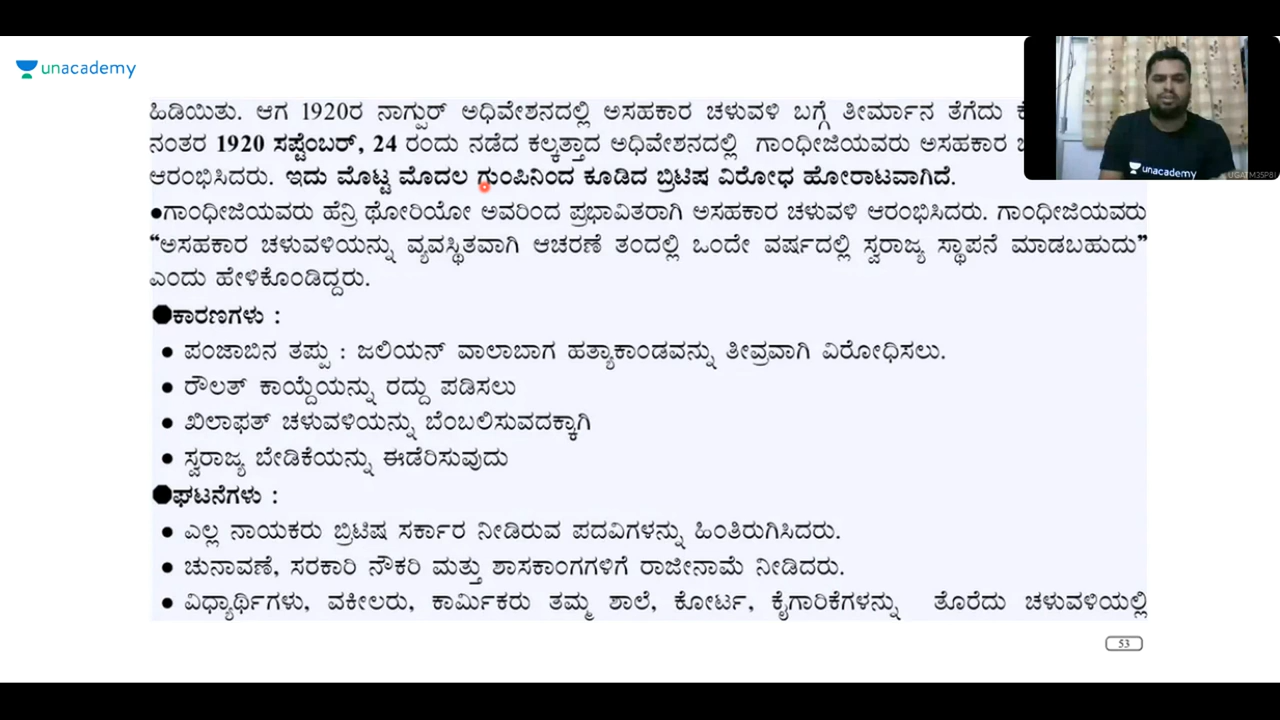 unacademy
ಹಿಡಿಯಿತು. ಆಗ 1920ರ ನಾಗ್ಪುರ್ ಅಧಿವೇಶನದಲ್ಲಿ ಅಸಹಕಾರ ಚಳುವಳಿ ಬಗ್ಗೆ ತೀರ್ಮಾನ ತೆಗೆದು
ನಂತರ 1920 ಸಪ್ಟೆಂಬರ್, 24 ರಂದು ನಡೆದ ಕಲ್ಕತ್ತಾದ ಅಧಿವೇಶನದಲ್ಲಿ ಗಾಂಧೀಜಿಯವರು ಅಸಹಕಾರ
ಆರಂಭಿಸಿದರು. ಇದು ಮೊಟ್ಟ ಮೊದಲ ಗುಂಪಿನಿಂದ ಕೂಡಿದ ಬ್ರಿಟಿಷ ವಿರೋಧ ಹೋರಾಟವಾಗಿದೆ.
●ಗಾಂಧೀಜಿಯವರು ಹೆನ್ರಿ ಥೋರಿಯೋ ಅವರಿಂದ ಪ್ರಭಾವಿತರಾಗಿ ಅಸಹಕಾರ ಚಳುವಳಿ ಆರಂಭಿಸಿದರು. ಗಾಂಧೀಜಿಯವರು
“ಅಸಹಕಾರ ಚಳುವಳಿಯನ್ನು ವ್ಯವಸ್ಥಿತವಾಗಿ ಆಚರಣೆ ತಂದಲ್ಲಿ ಒಂದೇ ವರ್ಷದಲ್ಲಿ ಸ್ವರಾಜ್ಯ ಸ್ಥಾಪನೆ ಮಾಡಬಹುದು”
ಎಂದು ಹೇಳಿಕೊಂಡಿದ್ದರು.
●ಕಾರಣಗಳು :
● ಪಂಜಾಬಿನ ತಪ್ಪು : ಜಲಿಯನ್ ವಾಲಾಬಾಗ ಹತ್ಯಾಕಾಂಡವನ್ನು ತೀವ್ರವಾಗಿ ವಿರೋಧಿಸಲು.
● ರೌಲತ್ ಕಾಯ್ದೆಯನ್ನು ರದ್ದು ಪಡಿಸಲು
● ಖಿಲಾಫತ್ ಚಳುವಳಿಯನ್ನು ಬೆಂಬಲಿಸುವದಕ್ಕಾಗಿ
● ಸ್ವರಾಜ್ಯ ಬೇಡಿಕೆಯನ್ನು ಈಡೆರಿಸುವುದು
●ಘಟನೆಗಳು :
● ಎಲ್ಲ ನಾಯಕರು ಬ್ರಿಟಿಷ ಸರ್ಕಾರ ನೀಡಿರುವ ಪದವಿಗಳನ್ನು ಹಿಂತಿರುಗಿಸಿದರು.
● ಚುನಾವಣೆ, ಸರಕಾರಿ ನೌಕರಿ ಮತ್ತು ಶಾಸಕಾಂಗಗಳಿಗೆ ರಾಜೀನಾಮೆ ನೀಡಿದರು.
● ವಿಧ್ಯಾರ್ಥಿಗಳು, ವಕೀಲರು, ಕಾರ್ಮಿಕರು ತಮ್ಮ ಶಾಲೆ, ಕೋರ್ಟ, ಕೈಗಾರಿಕೆಗಳನ್ನು ತೊರೆದು ಚಳುವಳಿಯಲ್ಲಿ
53
unacademy